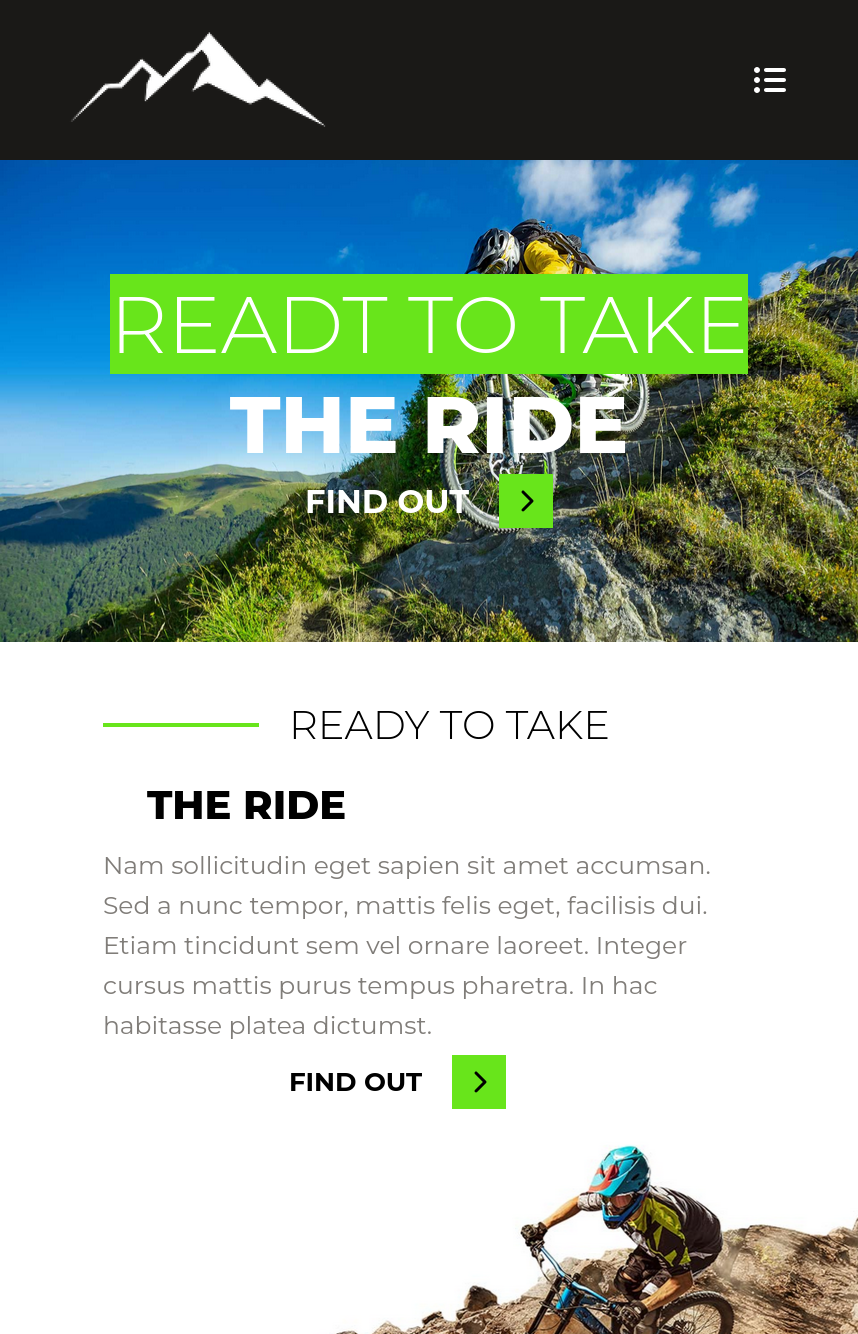 READT TO TAKE
THE RIDE
FIND OUT
READY TO TAKE
THE RIDE
Nam sollicitudin eget sapien sit amet accumsan.
Sed a nunc tempor, mattis felis eget, facilisis dui.
Etiam tincidunt sem vel ornare laoreet. Integer
cursus mattis purus tempus pharetra. In hac
habitasse platea dictumst.
FIND OUT